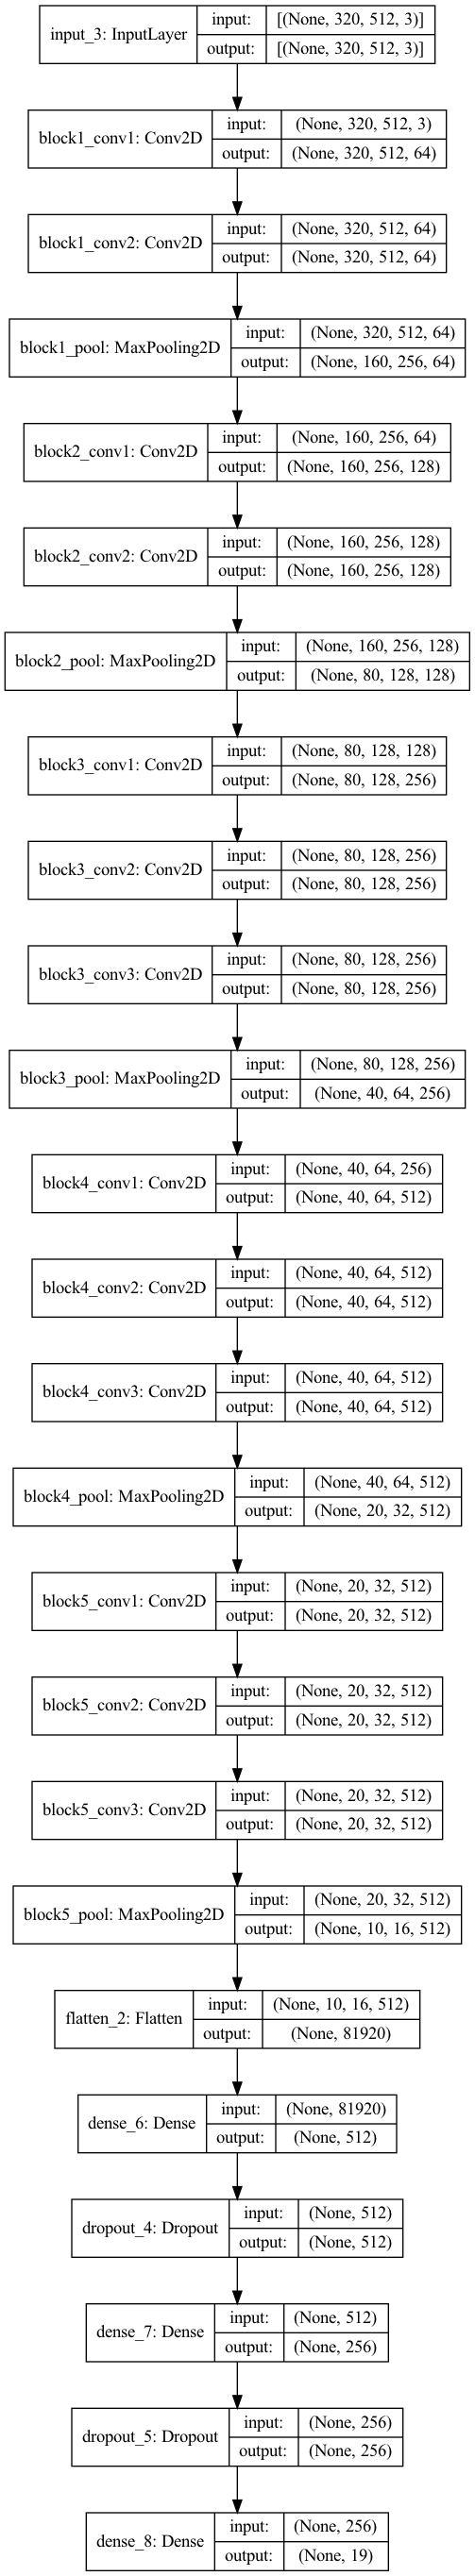 input_3: InputLayer
input: [(None, 320, 512, 3)]
output: [(None, 320, 512, 3)]
block1_conv1: Conv2D
input: (None, 320, 512, 3)
output: (None, 320, 512, 64)
block1_conv2: Conv2D
input: (None, 320, 512, 64)
output: (None, 320, 512, 64)
block1_pool: MaxPooling2D
input: (None, 320, 512, 64)
output: (None, 160, 256, 64)
block2_conv1: Conv2D
input: (None, 160, 256, 64)
output: (None, 160, 256, 128)
block2_conv2: Conv2D
input: (None, 160, 256, 128)
output: (None, 160, 256, 128)
block2_pool: MaxPooling2D
input: (None, 160, 256, 128)
output: (None, 80, 128, 128)
block3_conv1: Conv2D
input: (None, 80, 128, 128)
output: (None, 80, 128, 256)
block3_conv2: Conv2D
input: (None, 80, 128, 256)
output: (None, 80, 128, 256)
block3_conv3: Conv2D
input: (None, 80, 128, 256)
output: (None, 80, 128, 256)
block3_pool: MaxPooling2D
input: (None, 80, 128, 256)
output: (None, 40, 64, 256)
block4_conv1: Conv2D
input: (None, 40, 64, 256)
output: (None, 40, 64, 512)
block4_conv2: Conv2D
input: (None, 40, 64, 512)
output: (None, 40, 64, 512)
block4_conv3: Conv2D
input: (None, 40, 64, 512)
output: (None, 40, 64, 512)
block4_pool: MaxPooling2D
input: (None, 40, 64, 512)
output: (None, 20, 32, 512)
block5_conv1: Conv2D
input: (None, 20, 32, 512)
output: (None, 20, 32, 512)
block5_conv2: Conv2D
input: (None, 20, 32, 512)
output: (None, 20, 32, 512)
block5_conv3: Conv2D
input: (None, 20, 32, 512)
output: (None, 20, 32, 512)
block5_pool: MaxPooling2D
input: (None, 20, 32, 512)
output: (None, 10, 16, 512)
flatten_2: Flatten
input: (None, 10, 16, 512)
output: (None, 81920)
dense_6: Dense
input: (None, 81920)
output: (None, 512)
dropout_4: Dropout
input: (None, 512)
output: (None, 512)
dense_7: Dense
input: (None, 512)
output: (None, 256)
dropout_5: Dropout
input: (None, 256)
output: (None, 256)
dense_8: Dense
input: (None, 256)
output: (None, 19)